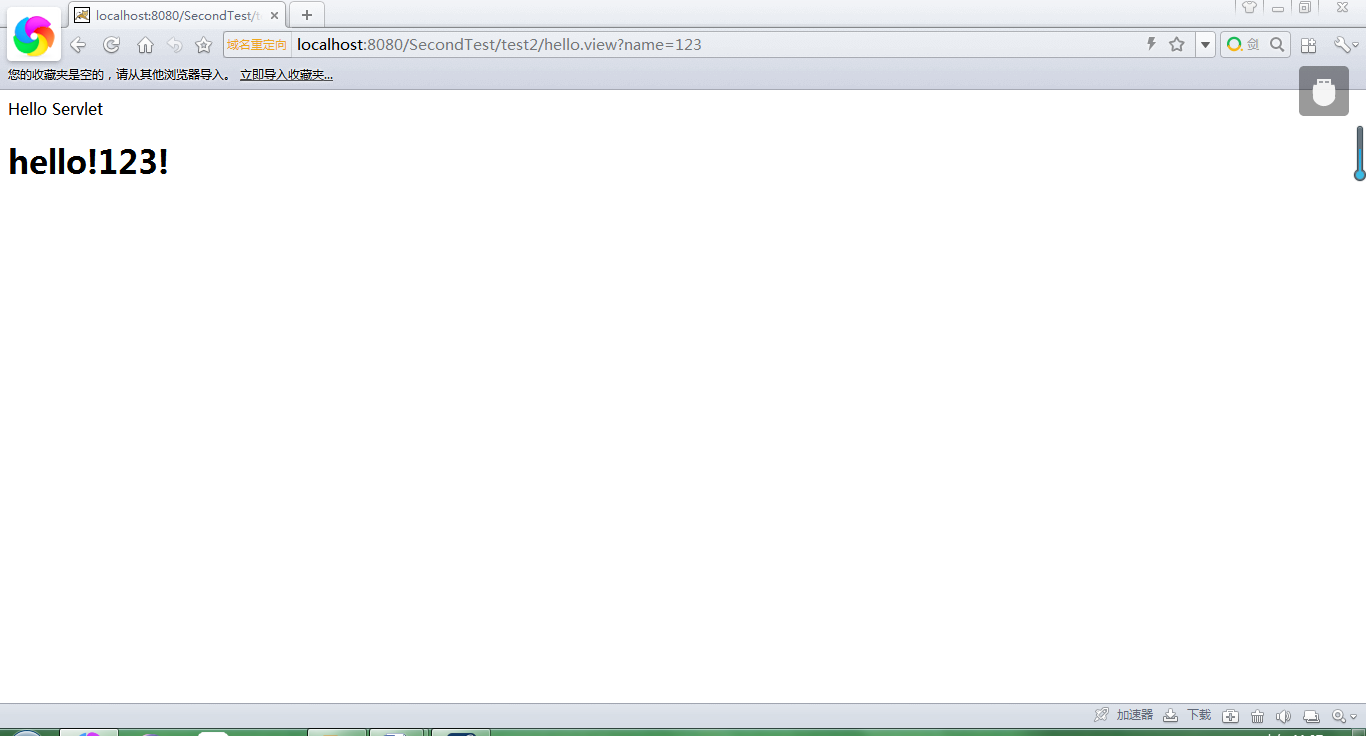 localhost:8080/SecondTest/t
域名重定向 localhost:8080/SecondTest/test2/hello.view?name=123
剑
您的收藏夹是空的，请从其他浏览器导入。 立即导入收藏夹...
Hello Servlet
hello!123!
加速器 下载